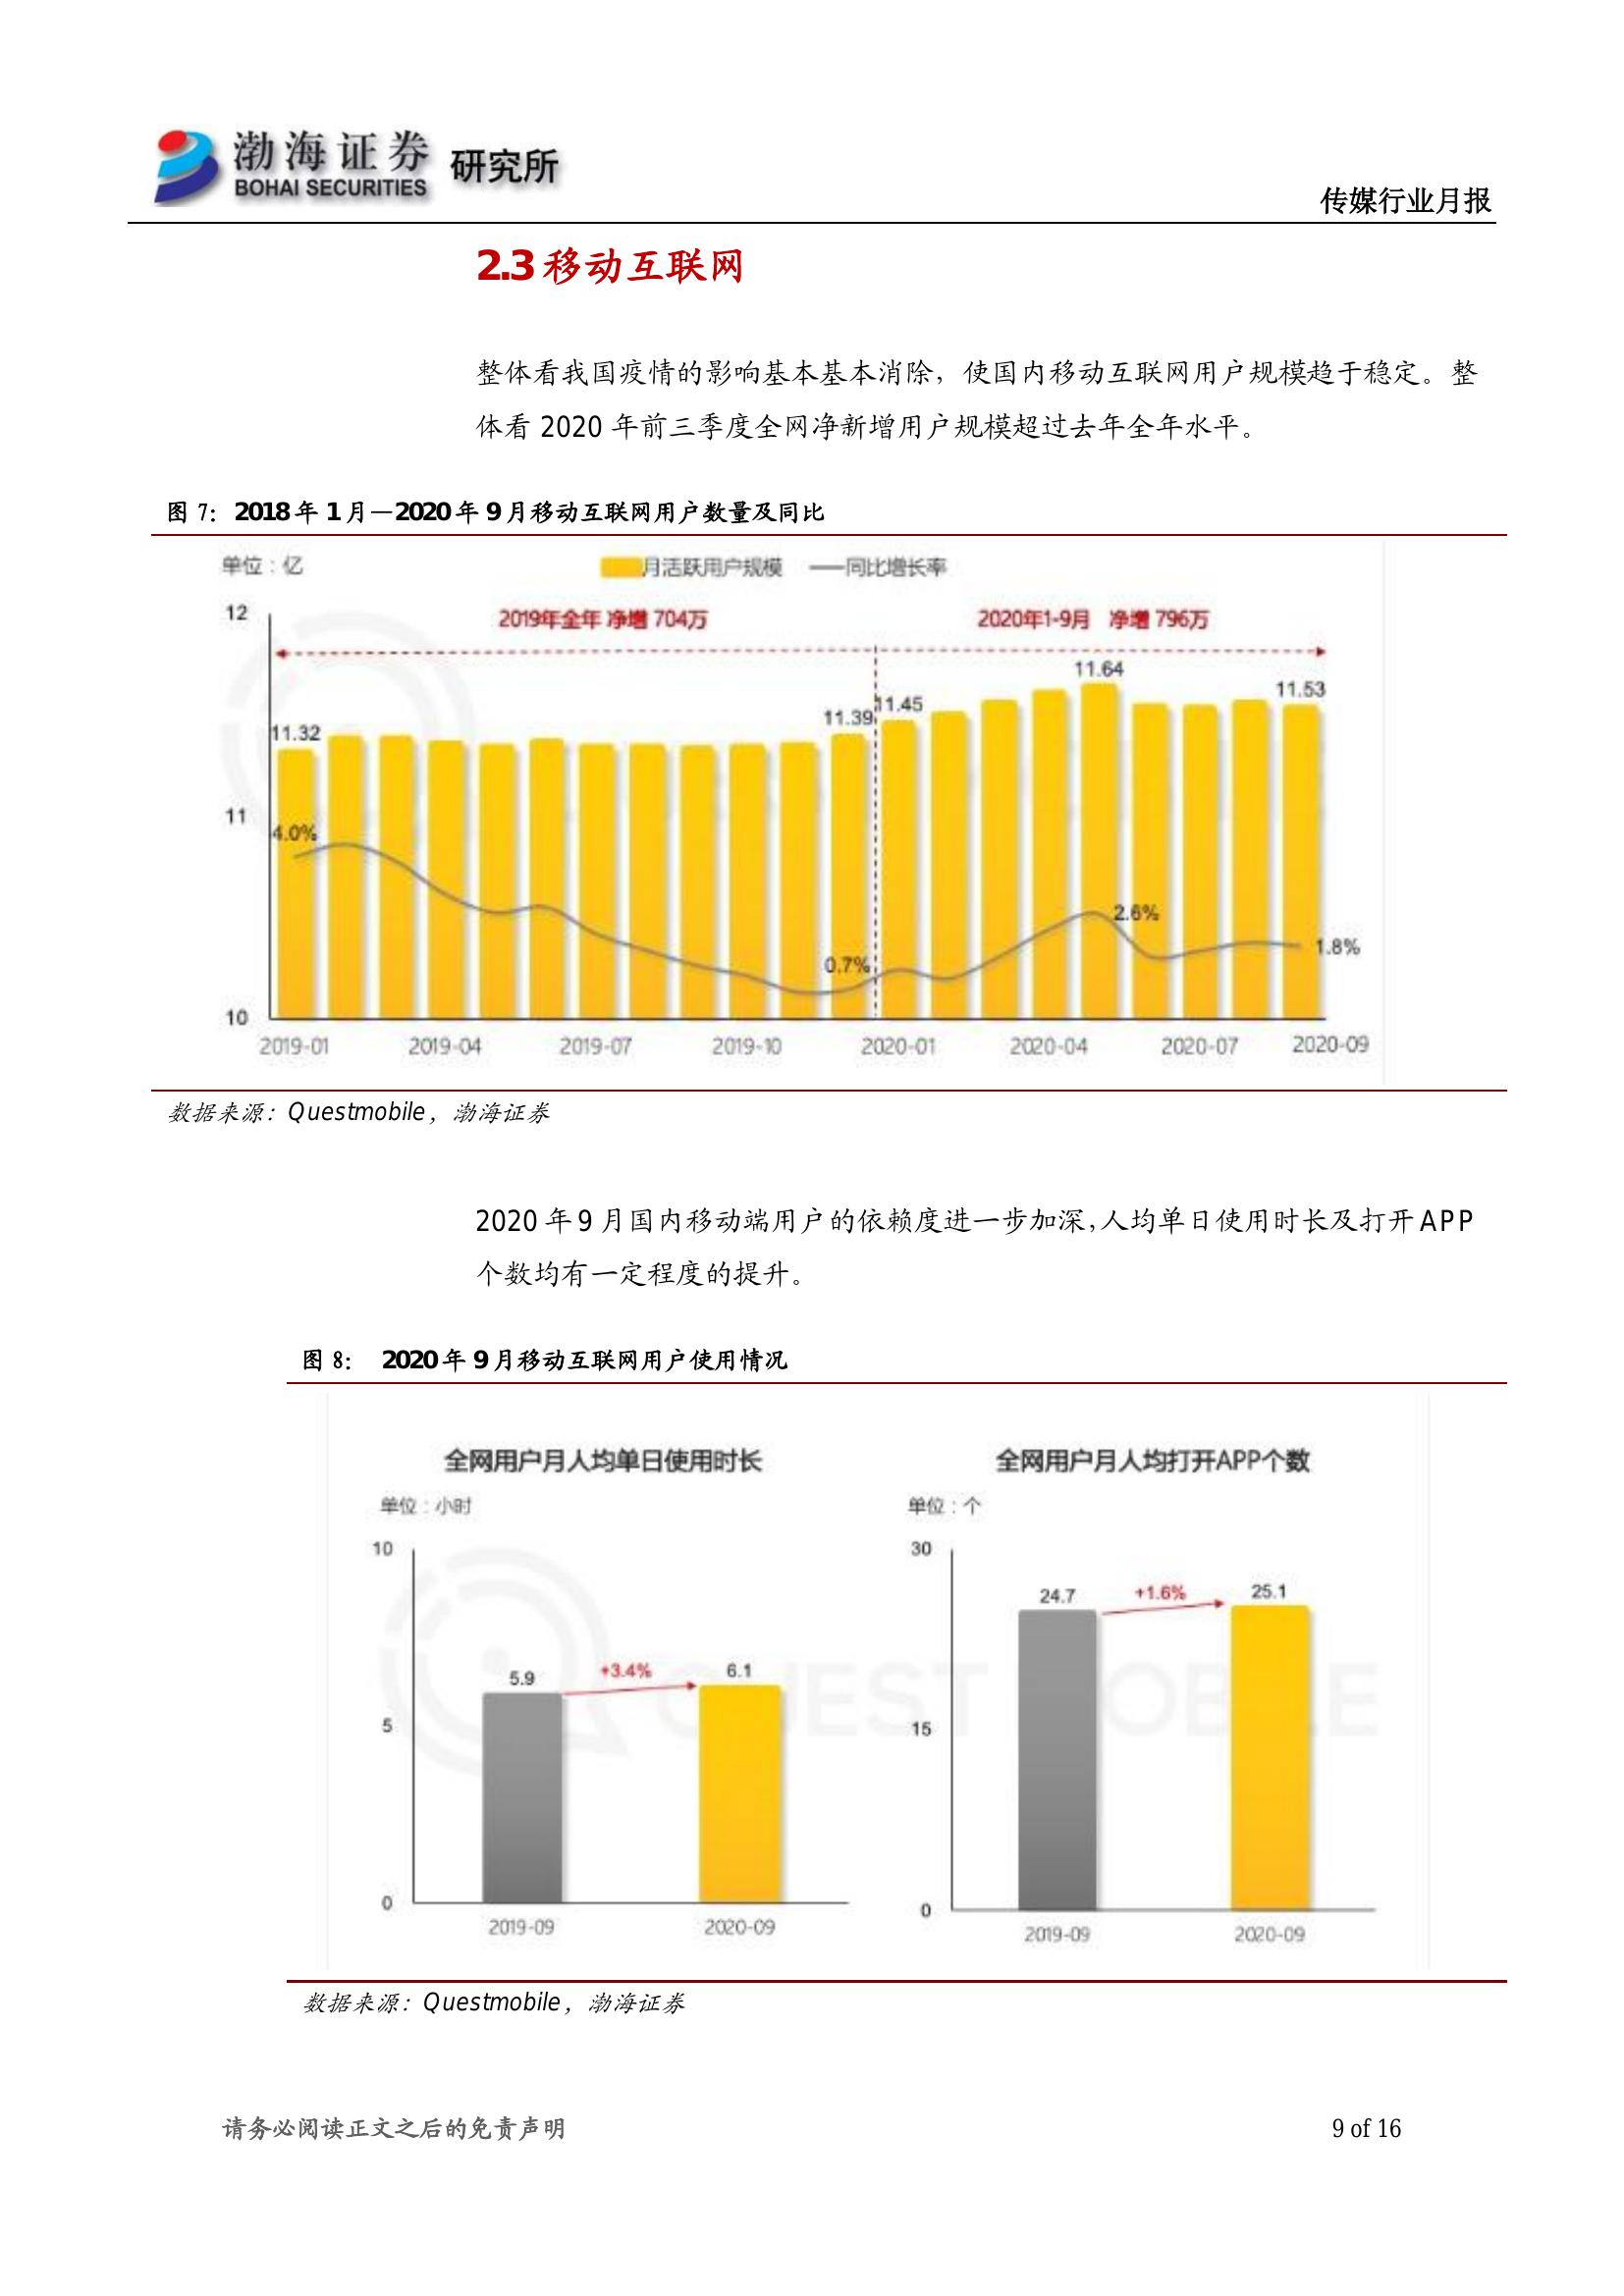 渤海证券 研究所
BOHAI SECURITIES
传媒行业月报
2.3 移动互联网
整体看我国疫情的影响基本基本消除，使国内移动互联网用户规模趋于稳定。整
体看 2020 年前三季度全网净新增用户规模超过去年全年水平。
图 7：2018 年 1 月—2020 年 9 月移动互联网用户数量及同比
单位：亿
月活跃用户规模 同比增长率
12
2019年全年 净增 704万 2020年1-9月 净增 796万
11.64
11.53
11.45
11.39
11.32
11
4.0%
2.6%
1.8%
0.7%
10
2019-01 2019-04 2019-07 2019-10 2020-01 2020-04 2020-07 2020-09
数据来源：Questmobile，渤海证券
2020 年 9 月国内移动端用户的依赖度进一步加深，人均单日使用时长及打开 APP
个数均有一定程度的提升。
图 8： 2020 年 9 月移动互联网用户使用情况
全网用户月人均单日使用时长
单位：小时
10
5.9 +3.4% 6.1
5
0
2019-09 2020-09
全网用户月人均打开APP个数
单位：个
30
24.7 +1.6% 25.1
15
0
2019-09 2020-09
QUEST MOBILE
数据来源：Questmobile，渤海证券
请务必阅读正文之后的免责声明
9 of 16